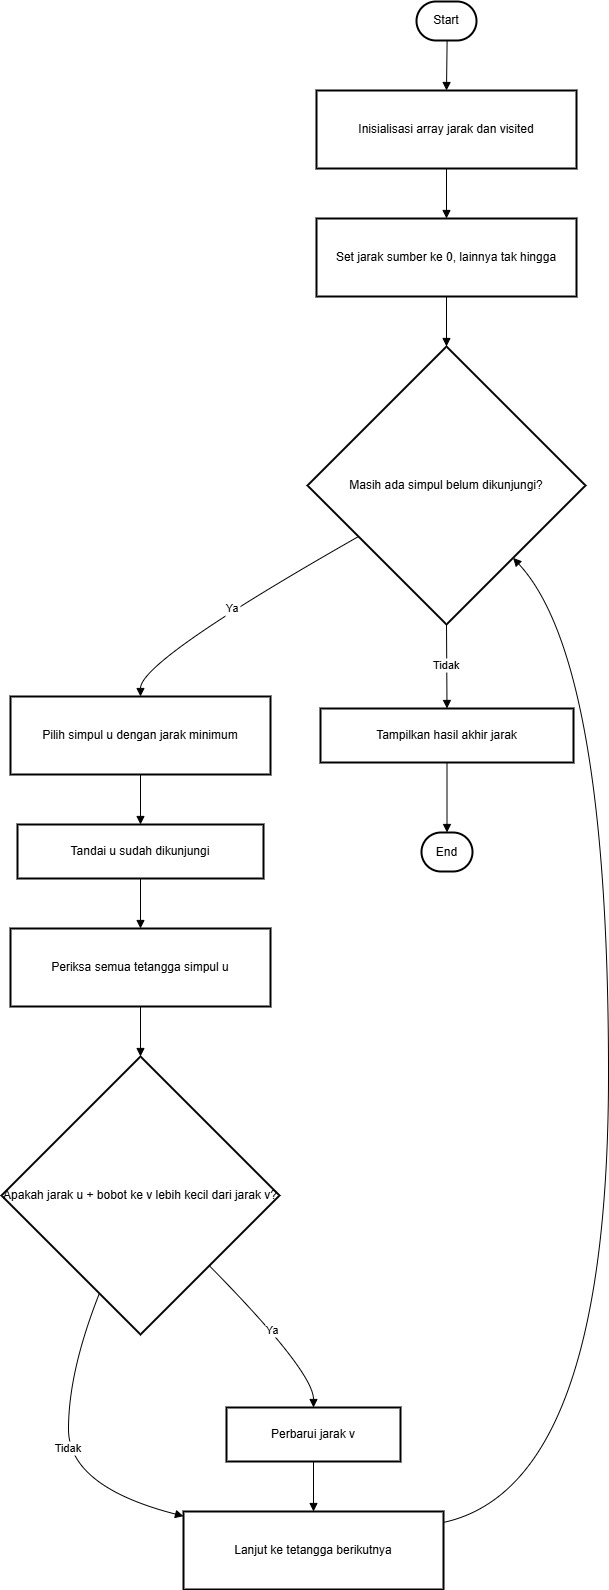 Start
Inisialisasi array jarak dan visited
Set jarak sumber ke 0, lainnya tak hingga
Masih ada simpul belum dikunjungi?
Ya
Tidak
Pilih simpul u dengan jarak minimum
Tampilkan hasil akhir jarak
Tandai u sudah dikunjungi
End
Periksa semua tetangga simpul u
Apakah jarak u + bobot ke v lebih kecil dari jarak v?
Ya
Perbarui jarak v
Tidak
Lanjut ke tetangga berikutnya